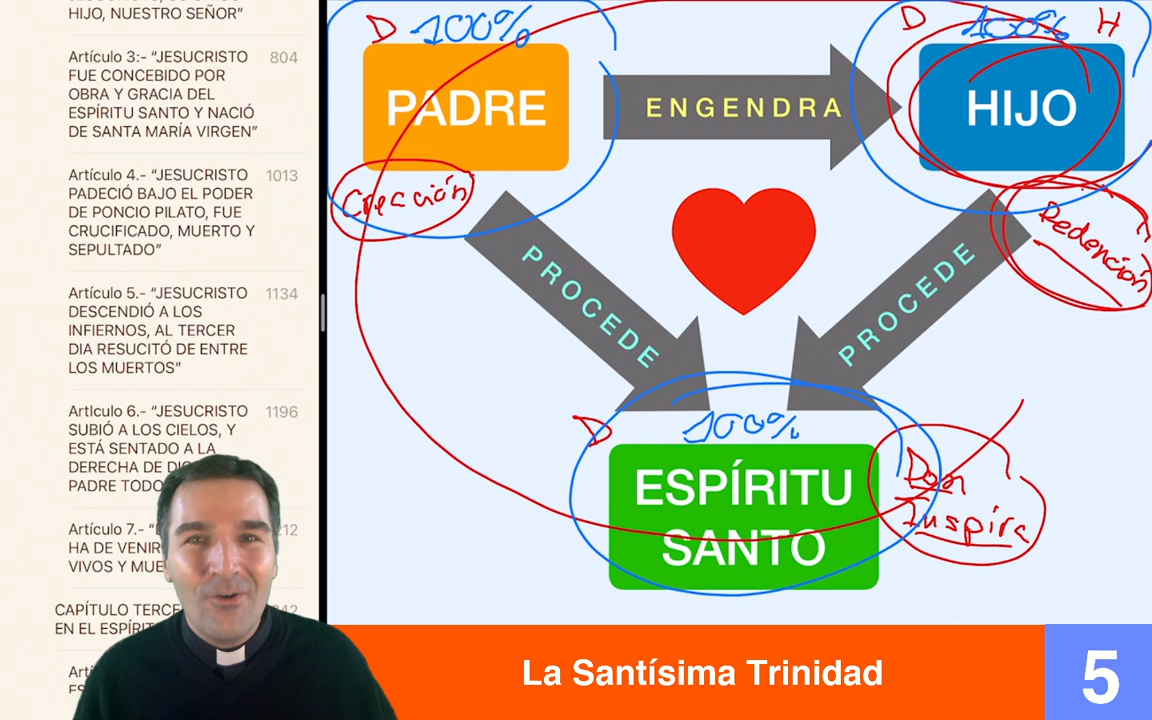 JESUCRISTO, SU ÚNICO
HIJO, NUESTRO SEÑOR”
Artículo 3:- “JESUCRISTO 804
FUE CONCEBIDO POR
OBRA Y GRACIA DEL
ESPÍRITU SANTO Y NACIÓ
DE SANTA MARÍA VIRGEN”
Artículo 4.- “JESUCRISTO 1013
PADECIÓ BAJO EL PODER
DE PONCIO PILATO, FUE
CRUCIFICADO, MUERTO Y
SEPULTADO”
Artículo 5.- “JESUCRISTO 1134
DESCENDIÓ A LOS
INFIERNOS, AL TERCER
DIA RESUCITÓ DE ENTRE
LOS MUERTOS”
Artículo 6.- “JESUCRISTO 1196
SUBIÓ A LOS CIELOS, Y
ESTÁ SENTADO A LA
DERECHA DE
PADRE
Artículo 7.- 
HA DE VENIR
VIVOS Y
CAPÍTULO
EN EL
D 100%
PADRE
Creación
ENGENDRA
D 100% H
HIJO
Redención
PROCEDE
PROCEDE
D 100%
ESPÍRITU
SANTO
Don
Inspira
La Santísima Trinidad
5